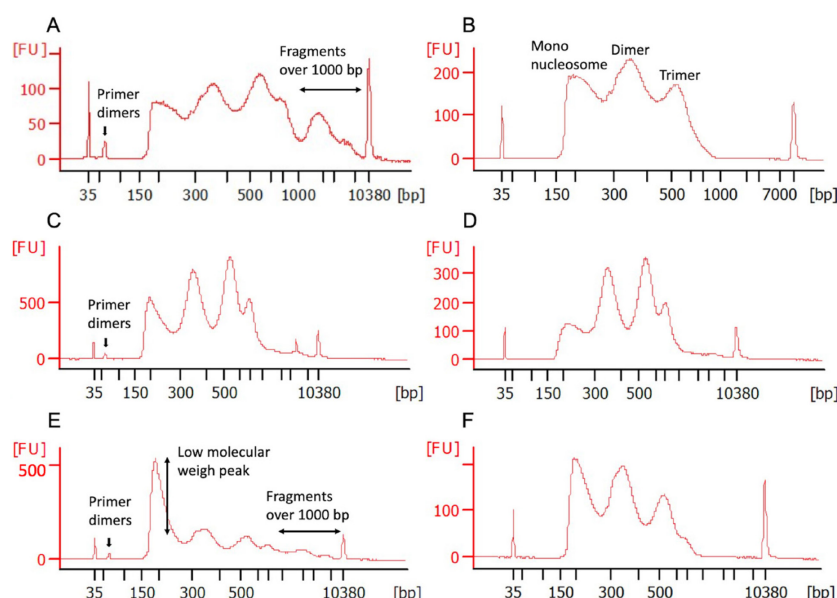 A
[FU]
100
50
0
Primer
dimers
Fragments
over 1000 bp
35 150 300 500 1000 10380 [bp]
B
[FU]
200
100
0
Mono
nucleosome
Dimer
Trimer
35 150 300 500 1000 7000 [bp]
C
[FU]
500
0
Primer
dimers
35 150 300 500 10380 [bp]
D
[FU]
300
200
100
0
35 150 300 500 10380 [bp]
E
[FU]
500
0
Primer
dimers
Low molecular
weigh peak
Fragments
over 1000 bp
35 150 200 500 10380 [bp]
F
[FU]
100
0
35 150 300 500 10380 [bp]